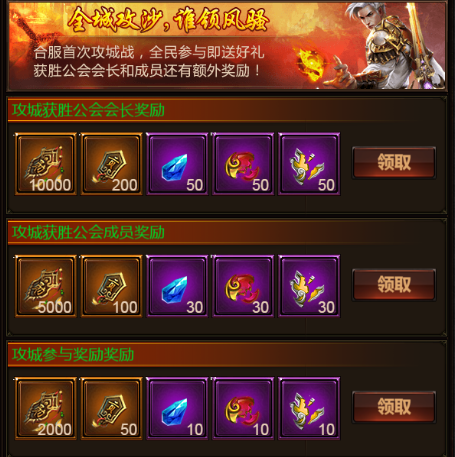 全城攻沙,谁领风骚
合服首次攻城战,全民参与即送好礼
获胜公会会长和成员还有额外奖励!
攻城获胜公会会长奖励
10000 200 50 50 50 领取
攻城获胜公会成员奖励
5000 100 30 30 30 领取
攻城参与奖励奖励
2000 50 10 10 10 领取